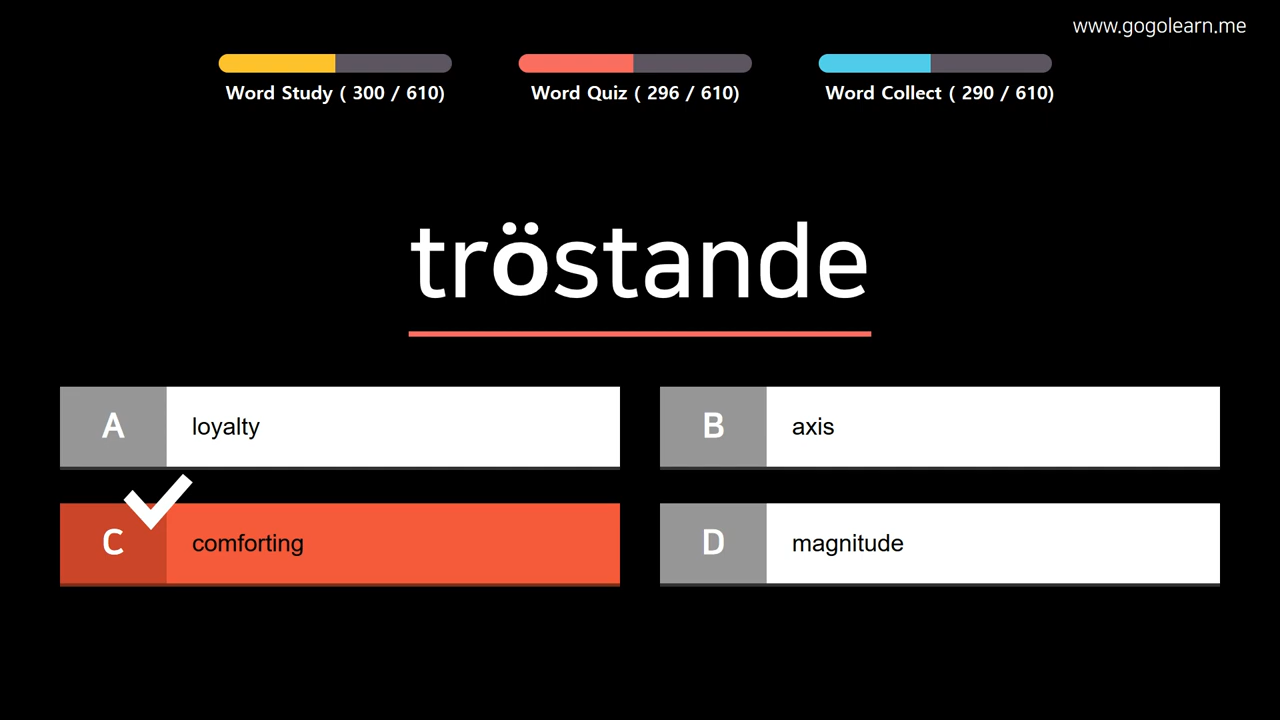 www.gogolearn.me
Word Study ( 300 / 610)
Word Quiz ( 296 / 610)
Word Collect ( 290 / 610)
tröstande
A loyalty
B axis
C comforting
D magnitude